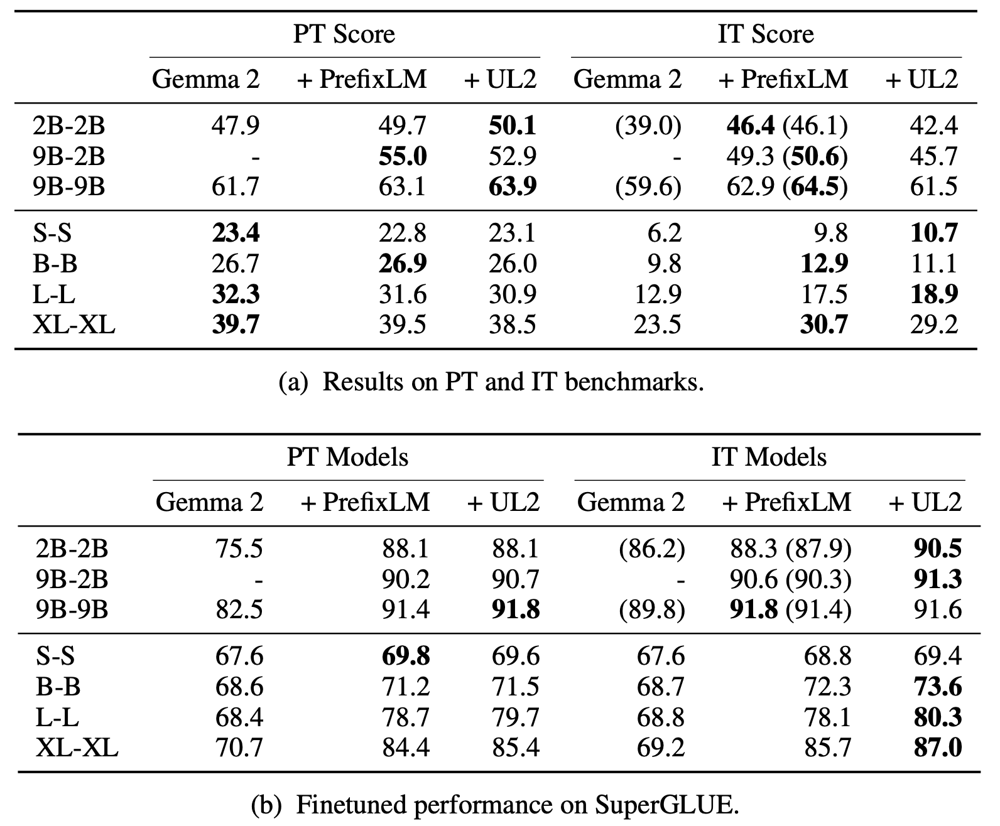 PT Score IT Score
Gemma 2 + PrefixLM + UL2 Gemma 2 + PrefixLM + UL2
2B-2B 47.9 49.7 50.1 (39.0) 46.4 (46.1) 42.4
9B-2B - 55.0 52.9 - 49.3 (50.6) 45.7
9B-9B 61.7 63.1 63.9 (59.6) 62.9 (64.5) 61.5
S-S 23.4 22.8 23.1 6.2 9.8 10.7
B-B 26.7 26.9 26.0 9.8 12.9 11.1
L-L 32.3 31.6 30.9 12.9 17.5 18.9
XL-XL 39.7 39.5 38.5 23.5 30.7 29.2
(a) Results on PT and IT benchmarks.
PT Models IT Models
Gemma 2 + PrefixLM + UL2 Gemma 2 + PrefixLM + UL2
2B-2B 75.5 88.1 88.1 (86.2) 88.3 (87.9) 90.5
9B-2B - 90.2 90.7 - 90.6 (90.3) 91.3
9B-9B 82.5 91.4 91.8 (89.8) 91.8 (91.4) 91.6
S-S 67.6 69.8 69.6 67.6 68.8 69.4
B-B 68.6 71.2 71.5 68.7 72.3 73.6
L-L 68.4 78.7 79.7 68.8 78.1 80.3
XL-XL 70.7 84.4 85.4 69.2 85.7 87.0
(b) Finetuned performance on SuperGLUE.